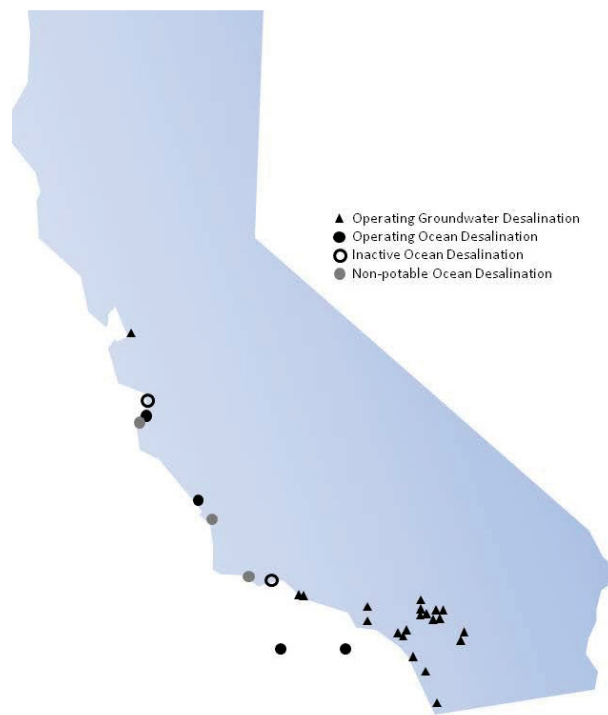 Operating Groundwater Desalination
Operating Ocean Desalination
Inactive Ocean Desalination
Non-potable Ocean Desalination